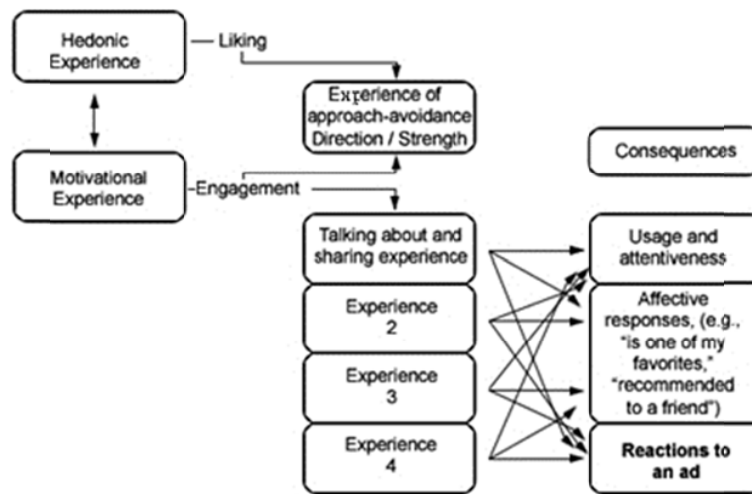 Hedonic
Experience
Liking
Experience of
approach-avoidance
Direction / Strength
Motivational
Experience
Engagement
Consequences
Talking about and
sharing experience
Usage and
attentiveness
Experience
2
Affective
responses, (e.g.,
“is one of my
favorites,”
“recommended
to a friend”)
Experience
3
Experience
4
Reactions to
an ad